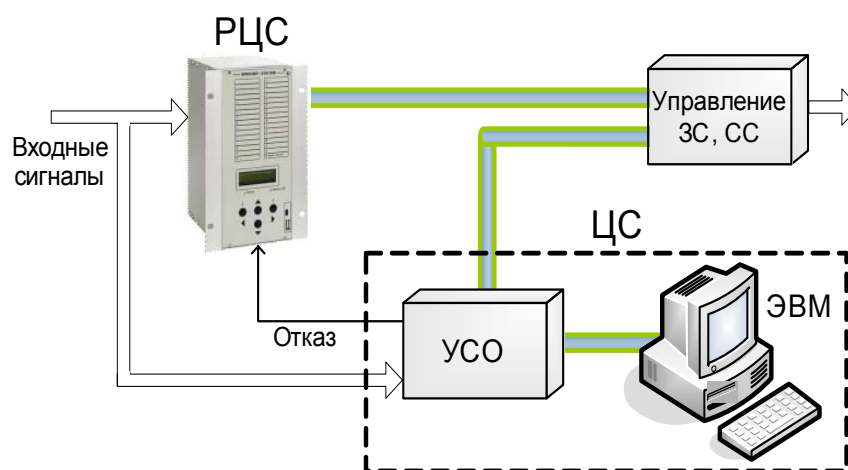 РЦС
Управление
ЗС, СС
Входные
сигналы
ЦС
ЭВМ
Отказ
УСО